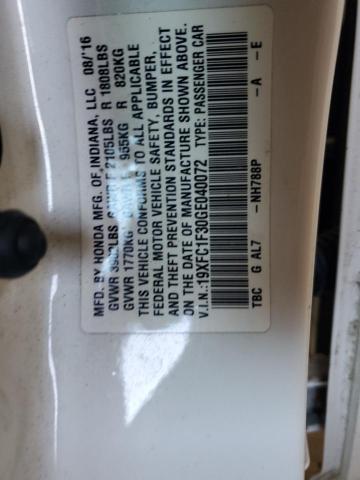 MFD. BY HONDA MFG. OF INDIANA, LLC 08/'16
GVWR LBS F 2105LBS R 1808LBS
GVWR 1770KG F 955KG R 820KG
THIS VEHICLE CONFORMS TO ALL APPLICABLE
FEDERAL MOTOR VEHICLE SAFETY, BUMPER,
AND THEFT PREVENTION STANDARDS IN EFFECT
ON THE DATE OF MANUFACTURE SHOWN ABOVE.
V.I.N.:19XFC1F30GE040072 TYPE: PASSENGER CAR
TBC G AL7 -NH788P -A -E